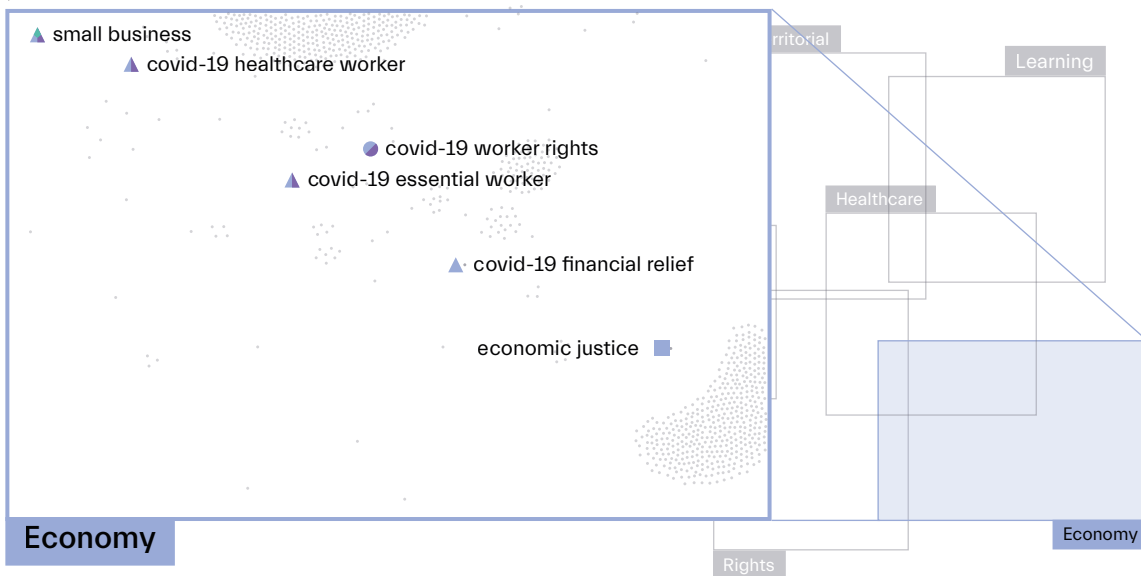 small business
covid-19 healthcare worker
covid-19 worker rights
covid-19 essential worker
covid-19 financial relief
economic justice
Economy
rritorial
Learning
Healthcare
Economy
Rights